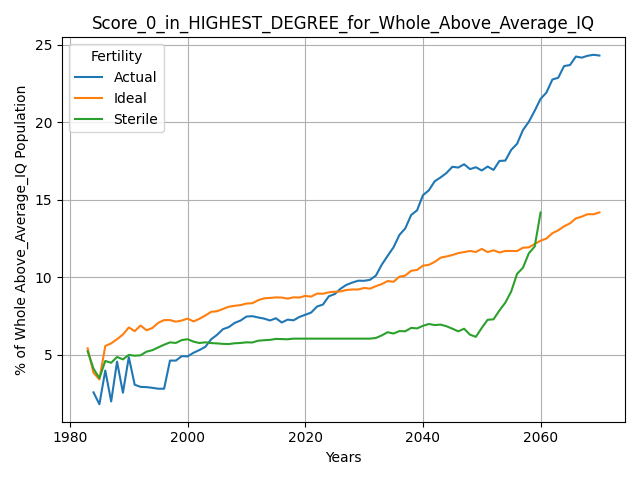 Score_0_in_HIGHEST_DEGREE_for_Whole_Above_Average_IQ
Fertility
Actual
Ideal
Sterile
% of Whole Above_Average_IQ Population
25
20
15
10
5
1980
2000
2020
2040
2060
Years